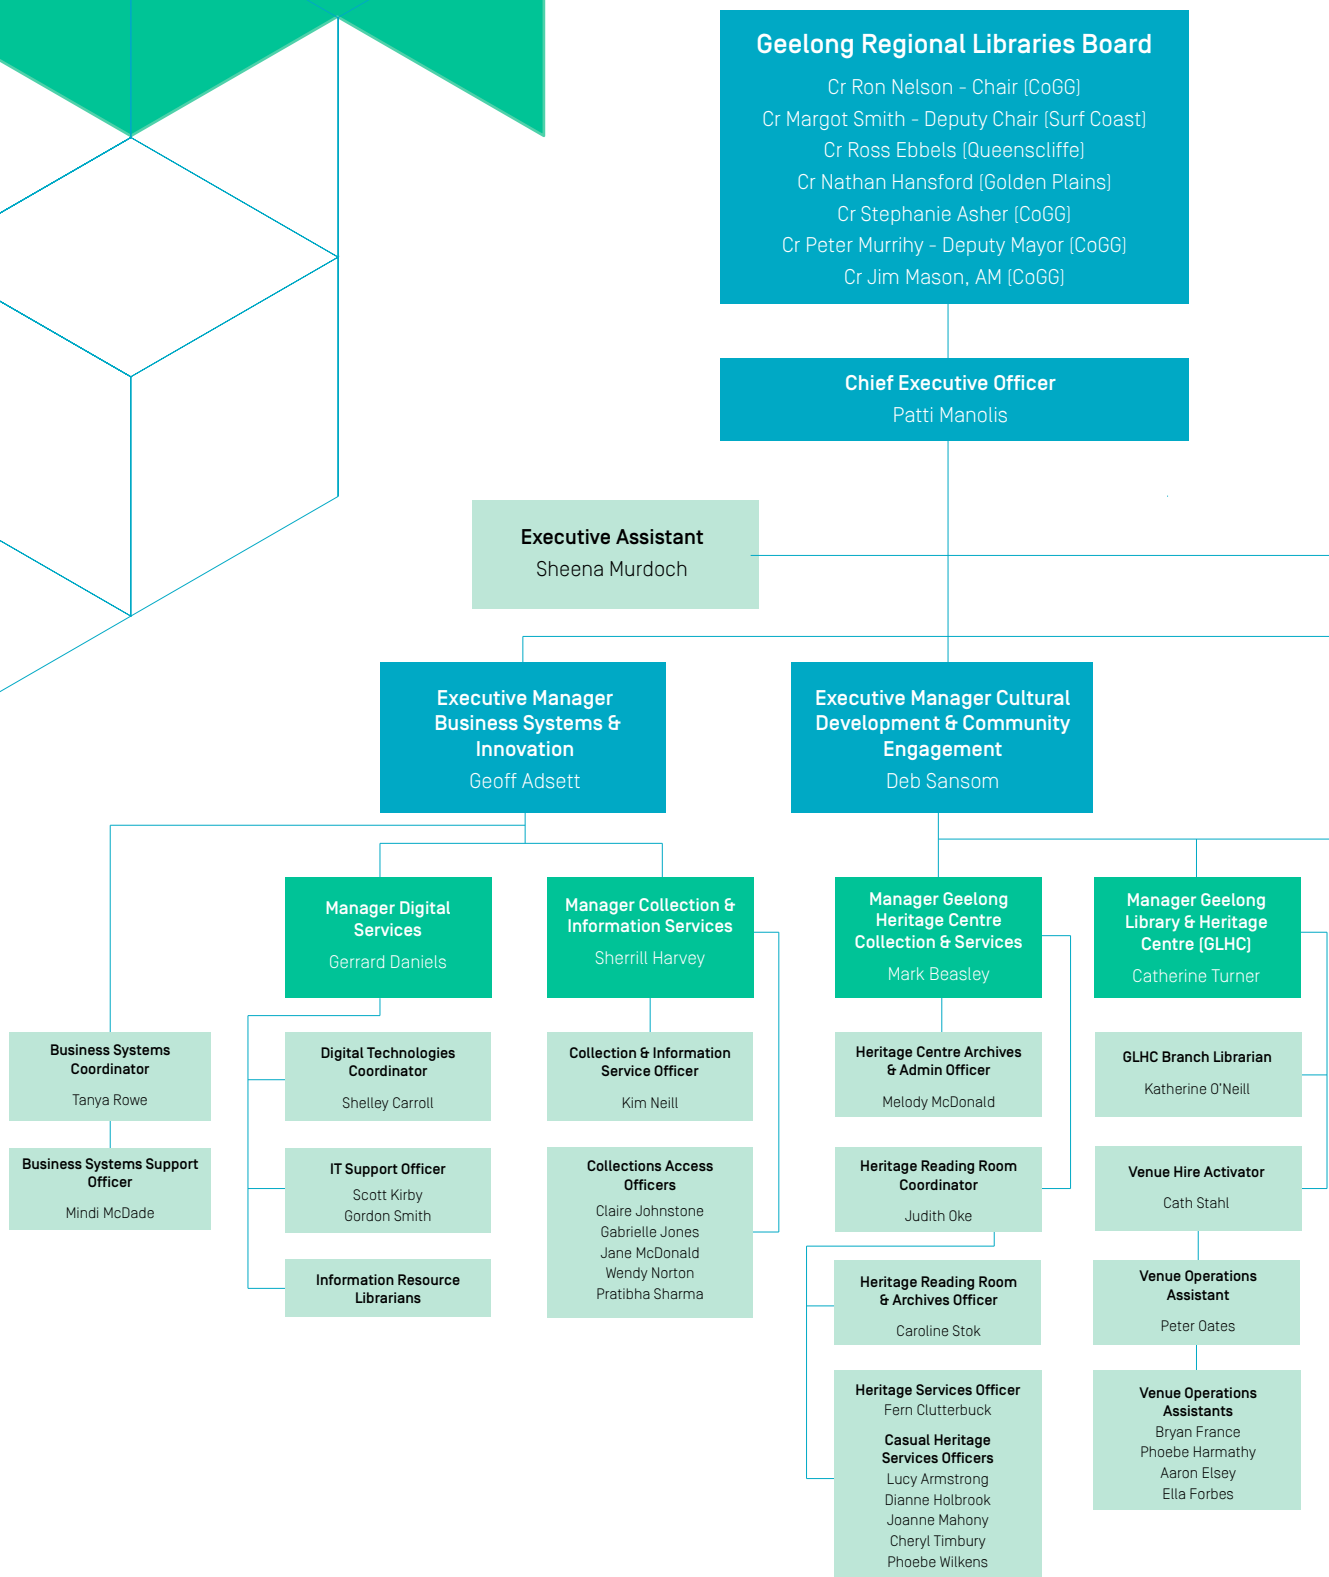 Geelong Regional Libraries Board
Cr Ron Nelson - Chair (CoGG)
Cr Margot Smith - Deputy Chair (Surf Coast)
Cr Ross Ebbels (Queenscliffe)
Cr Nathan Hansford (Golden Plains)
Cr Stephanie Asher (CoGG)
Cr Peter Murrihy - Deputy Mayor (CoGG)
Cr Jim Mason, AM (CoGG)
Chief Executive Officer
Patti Manolis
Executive Assistant
Sheena Murdoch
Executive Manager
Business Systems &
Innovation
Geoff Adsett
Executive Manager Cultural
Development & Community
Engagement
Deb Sansom
Manager Digital
Services
Gerrard Daniels
Manager Collection &
Information Services
Sherrill Harvey
Manager Geelong
Heritage Centre
Collection & Services
Mark Beasley
Manager Geelong
Library & Heritage
Centre (GLHC)
Catherine Turner
Business Systems
Coordinator
Tanya Rowe
Business Systems Support
Officer
Mindi McDade
Digital Technologies
Coordinator
Shelley Carroll
IT Support Officer
Scott Kirby
Gordon Smith
Information Resource
Librarians
Collection & Information
Service Officer
Kim Neill
Collections Access
Officers
Claire Johnstone
Gabrielle Jones
Jane McDonald
Wendy Norton
Pratibha Sharma
Heritage Centre Archives
& Admin Officer
Melody McDonald
Heritage Reading Room
Coordinator
Judith Oke
Heritage Reading Room
& Archives Officer
Caroline Stok
Heritage Services Officer
Fern Clutterbuck
Casual Heritage
Services Officers
Lucy Armstrong
Dianne Holbrook
Joanne Mahony
Cheryl Timbury
Phoebe Wilkens
GLHC Branch Librarian
Katherine O'Neill
Venue Hire Activator
Cath Stahl
Venue Operations
Assistant
Peter Oates
Venue Operations
Assistants
Bryan France
Phoebe Harmathy
Aaron Elsey
Ella Forbes